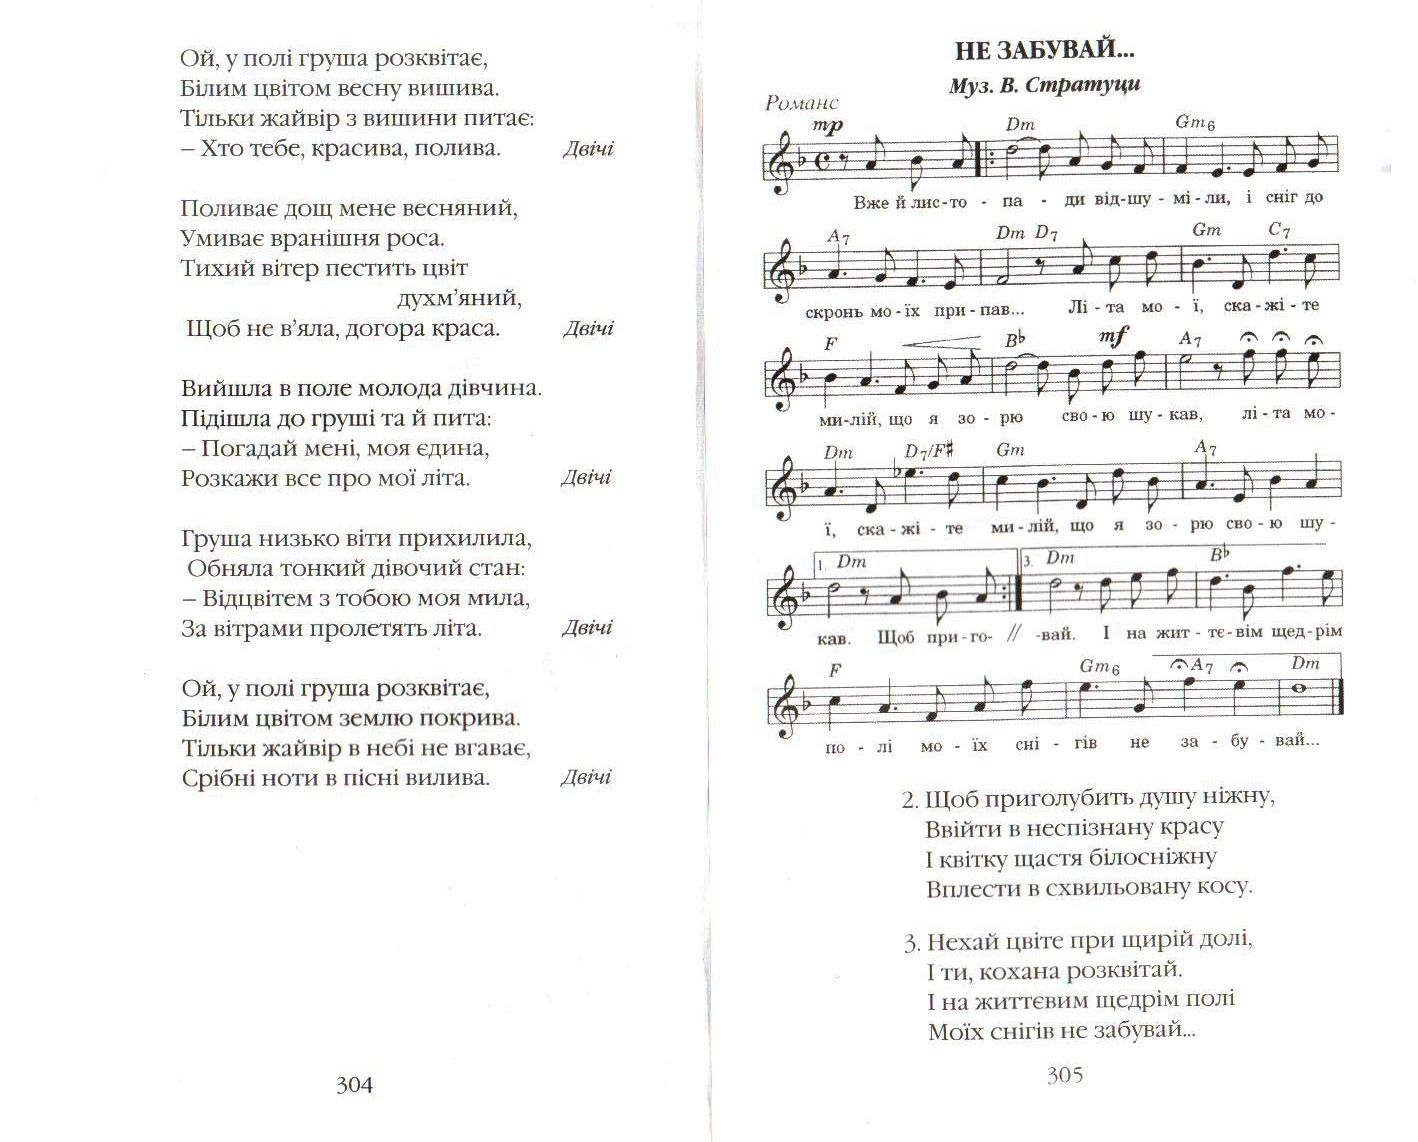 Ой, у полі груша розквітає,
Білим цвітом весну вишива.
Тільки жайвір з вишини питає:
– Хто тебе, красива, полива. Двічі
Поливає дощ мене весняний,
Умиває вранішня роса.
Тихий вітер пестить цвіт
духм’яний,
Щоб не в’яла, догора краса. Двічі
Вийшла в поле молода дівчина.
Підішла до груші та й пита:
– Погадай мені, моя єдина,
Розкажи все про мої літа. Двічі
Груша низько віти прихилила,
Обняла тонкий дівочий стан:
– Відцвітем з тобою моя мила,
За вітрами пролетять літа. Двічі
Ой, у полі груша розквітає,
Білим цвітом землю покрива.
Тільки жайвір в небі не вгаває,
Срібні ноти в пісні вилива. Двічі
304
НЕ ЗАБУВАЙ...
Муз. В. Стратуци
Романс
mp Dm Gm6
Вже й лис-то - па - ди від-шу - мі - ли, і сніг до
A7 Dm D7 Gm C7
скронь мо - їх при - пав... Лі - та мо - ї, ска - жі - те
F Bb mf A7
ми-лій, що я зо - рю сво - ю шу - кав, лі - та мо -
Dm D7/F# Gm A7
ї, ска - жі - те ми - лій, що я зо - рю сво - ю шу -
1. Dm 3. Dm Bb
кав. Щоб при-го- // -вай. І на жит - тє-вім щед-рім
F Gm6 A7 Dm
по - лі мо - їх сні - гів не за - бу - вай...
2. Щоб приголубить душу ніжну,
Ввійти в неспізнану красу
І квітку щастя білосніжну
Вплести в схвильовану косу.
3. Нехай цвіте при щирій долі,
І ти, кохана розквітай.
І на життєвим щедрім полі
Моїх снігів не забувай...
305